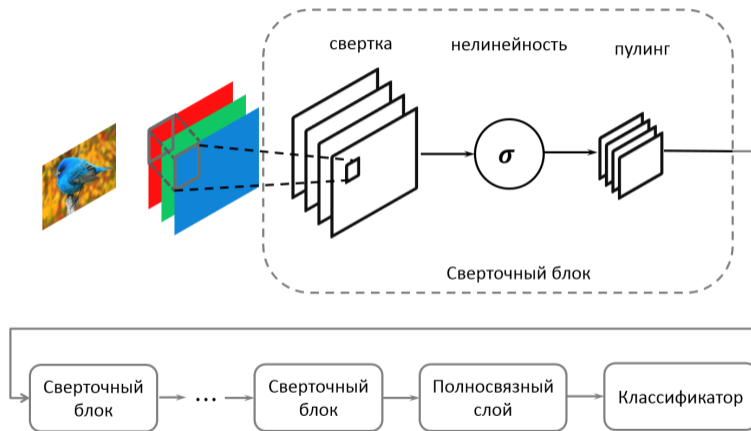 свертка
нелинейность
пулинг
σ
Сверточный блок
Сверточный
блок
...
Сверточный
блок
Полносвязный
слой
Классификатор